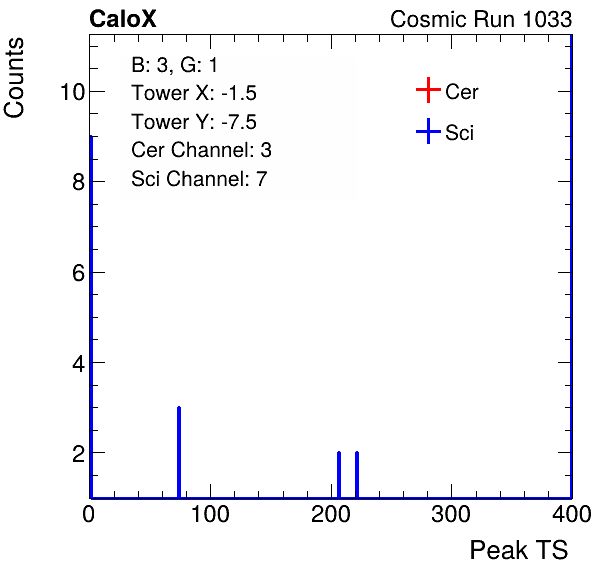 CaloX Cosmic Run 1033
Counts
B: 3, G: 1
Tower X: -1.5
Tower Y: -7.5
Cer Channel: 3
Sci Channel: 7
Cer
Sci
10
8
6
4
2
0 100 200 300 400
Peak TS